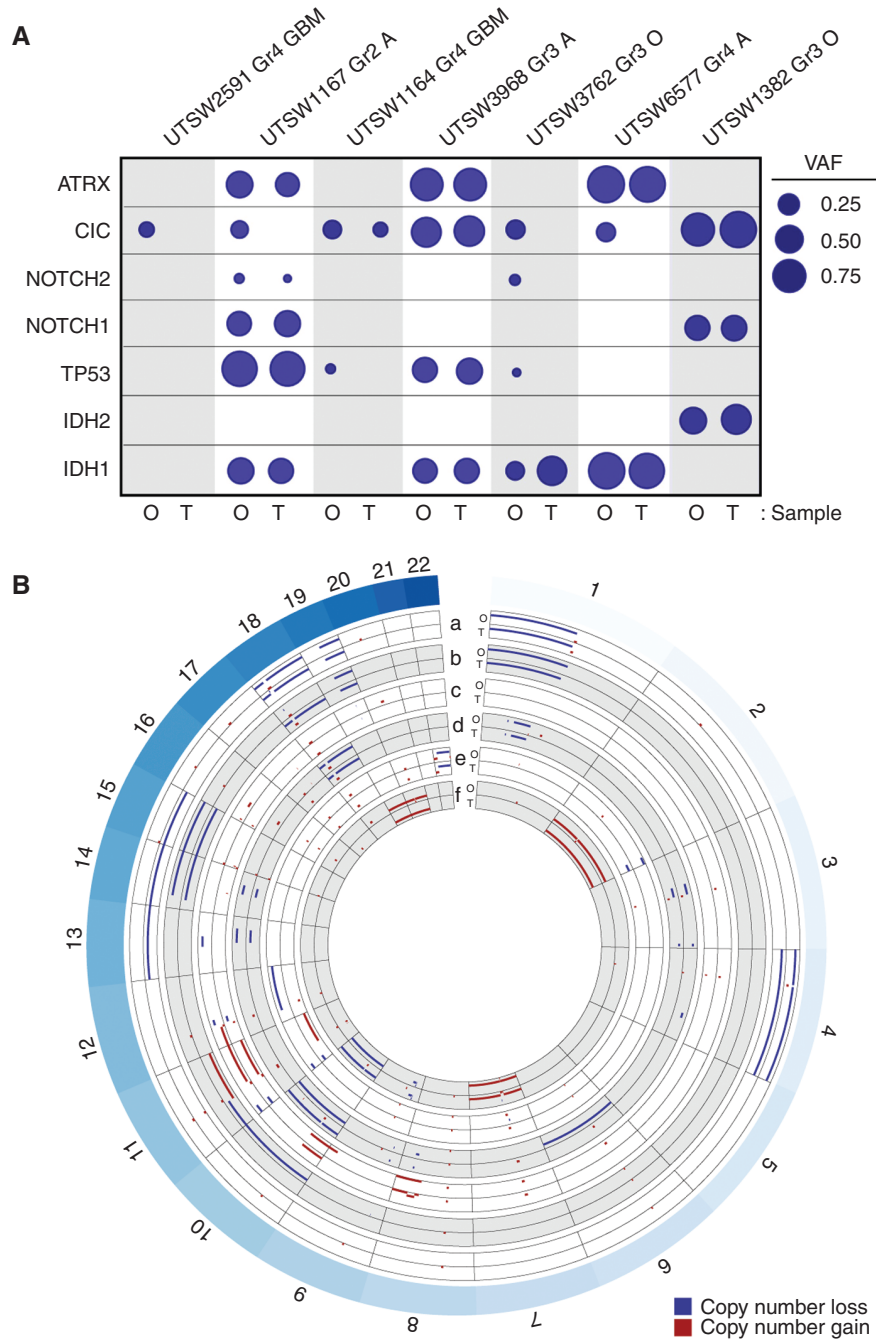 A
UTSW2591 Gr4 GBM
UTSW1167 Gr2 A
UTSW1164 Gr4 GBM
UTSW3968 Gr3 A
UTSW3762 Gr3 O
UTSW6577 Gr4 A
UTSW1382 Gr3 O
ATRX
CIC
NOTCH2
NOTCH1
TP53
IDH2
IDH1
VAF
0.25
0.50
0.75
O T O T O T O T O T O T O T : Sample
B
1
2
3
4
5
6
7
8
9
10
11
12
13
14
15
16
17
18
19
20
21
22
a O
T
b O
T
c O
T
d O
T
e O
T
f O
T
Copy number loss
Copy number gain